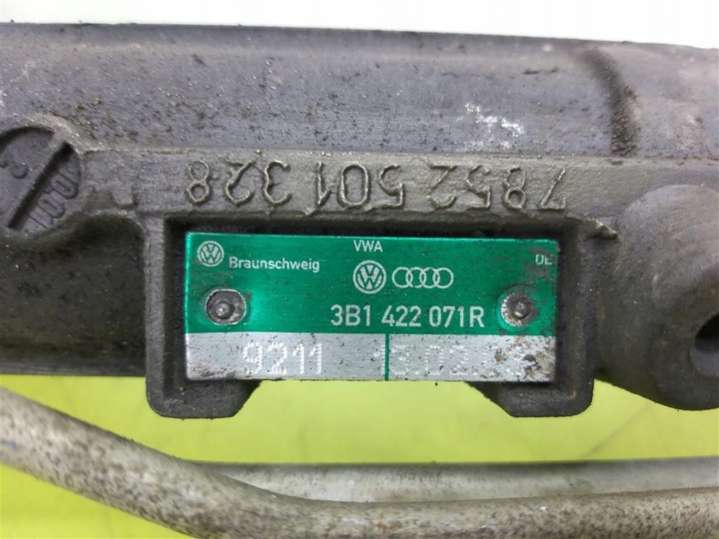 7852 501 328
VWA
Braunschweig
DE
3B1 422 071R
9211